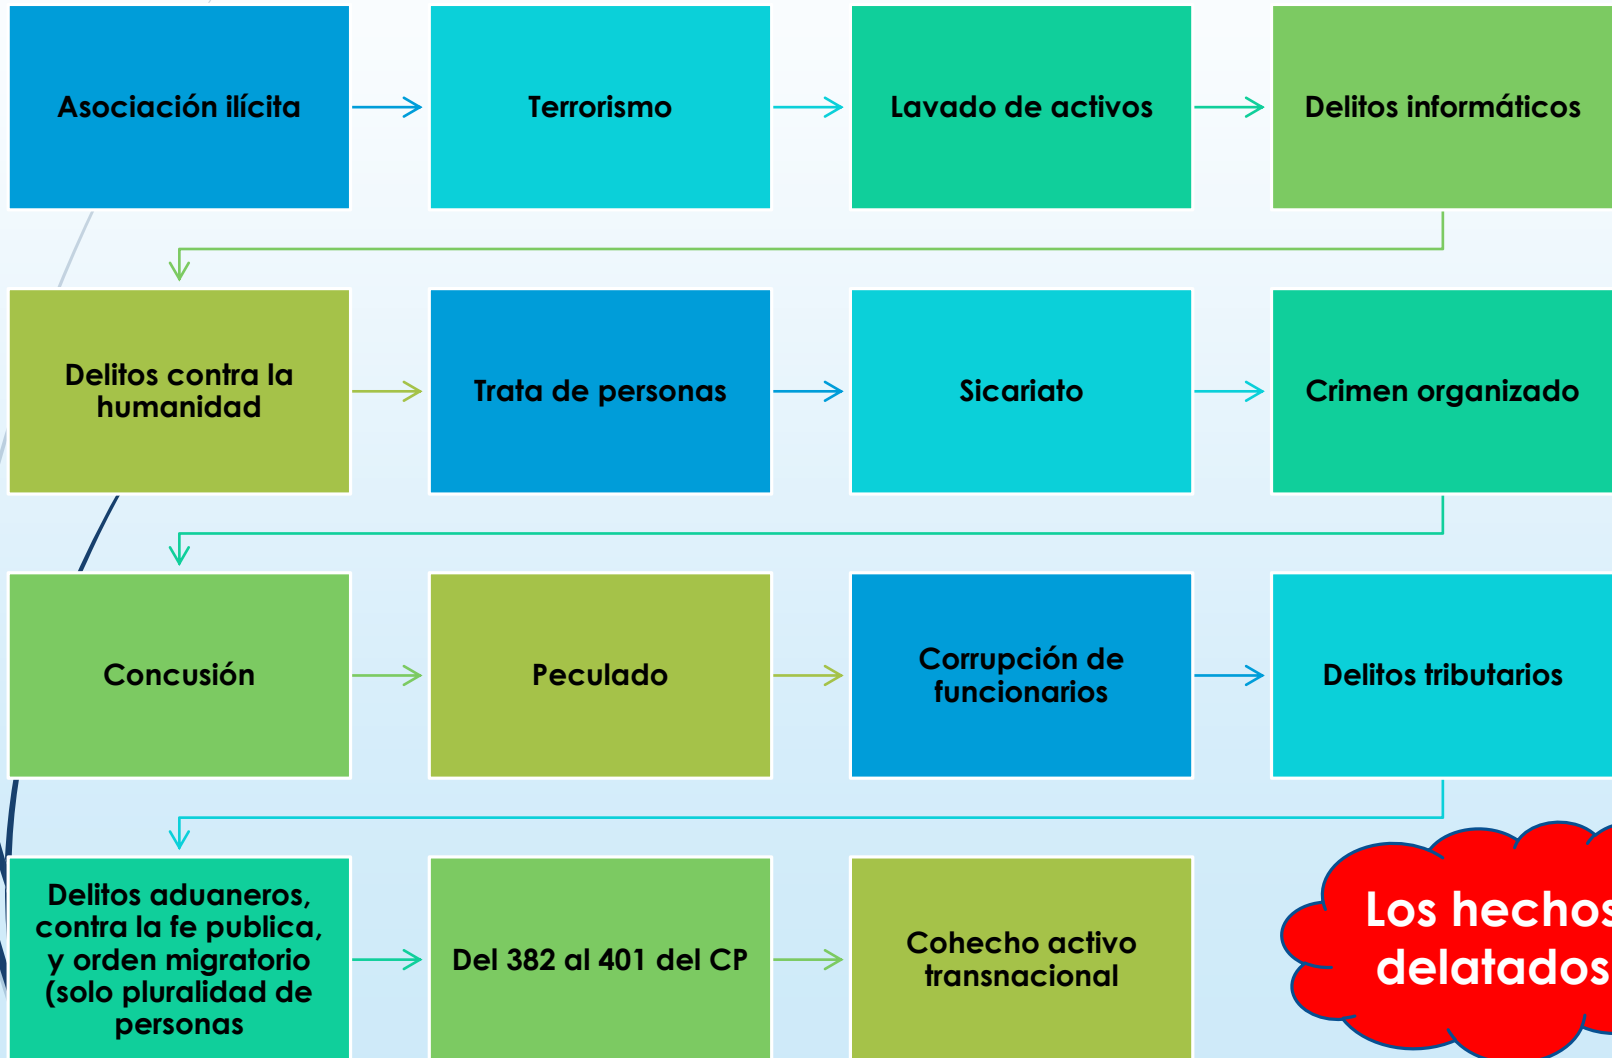 Asociación ilícita
Terrorismo
Lavado de activos
Delitos informáticos
Delitos contra la
humanidad
Trata de personas
Sicariato
Crimen organizado
Concusión
Peculado
Corrupción de
funcionarios
Delitos tributarios
Delitos aduaneros,
contra la fe publica,
y orden migratorio
(solo pluralidad de
personas
Del 382 al 401 del CP
Cohecho activo
transnacional
Los hechos
delatados